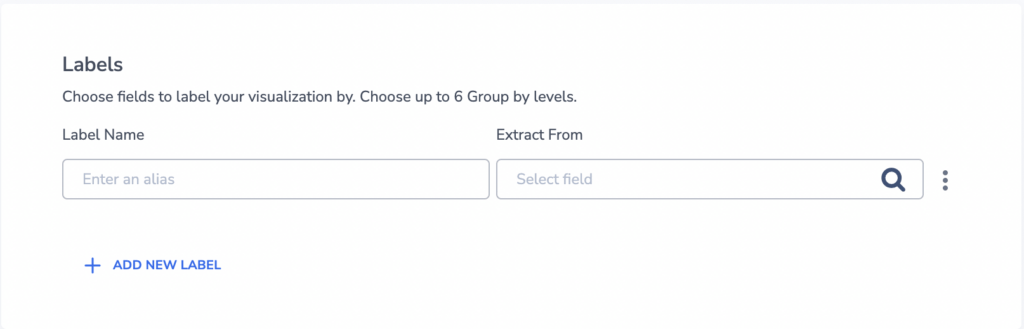 Labels
Choose fields to label your visualization by. Choose up to 6 Group by levels.
Label Name
Extract From
Enter an alias
Select field
ADD NEW LABEL